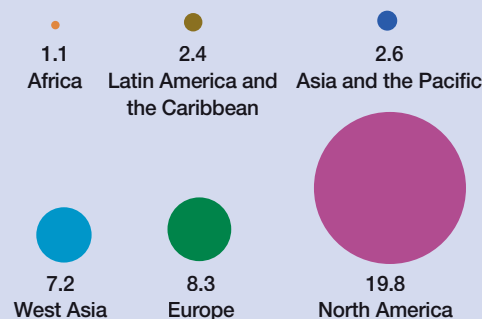 1.1
Africa
2.4
Latin America and
the Caribbean
2.6
Asia and the Pacific
7.2
West Asia
8.3
Europe
19.8
North America